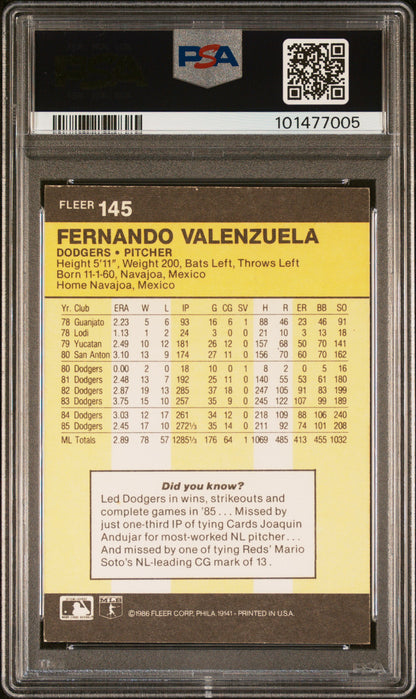 PSA
101477005
FLEER 145
FERNANDO VALENZUELA
DODGERS • PITCHER
Height 5'11", Weight 200, Bats Left, Throws Left
Born 11-1-60, Navajoa, Mexico
Home Navajoa, Mexico
Yr. Club ERA W L IP G CG SV H R ER BB SO
78 Guanjato 2.23 5 6 93 16 6 1 88 46 23 46 91
78 Lodi 1.13 1 2 24 3 0 0 21 10 3 18
79 Yucatan 2.49 10 12 181 26 12 0 157 68 50 70 141
80 San Anton 3.10 13 9 174 27 11 0 156 70 60 70 162
80 Dodgers 0.00 2 0 18 10 0 1 8 2 0 5 16
81 Dodgers 2.48 13 7 192 25 11 0 140 55 53 61 180
82 Dodgers 2.87 19 13 285 37 18 0 247 105 91 83 199
83 Dodgers 3.75 15 10 257 35 9 0 245 122 107 99 189
84 Dodgers 3.03 12 17 261 34 12 0 218 109 88 106 240
85 Dodgers 2.45 17 10 272⅓ 35 14 0 211 92 74 101 208
ML Totals 2.89 78 57 1285⅓ 176 64 1 1069 485 413 455 1032
Did you know?
Led Dodgers in wins, strikeouts and
complete games in '85 . . . Missed by
just one-third IP of tying Cards Joaquin
Andujar for most-worked NL pitcher . . .
And missed by one of tying Reds' Mario
Soto's NL-leading CG mark of 13.
©1986 FLEER CORP., PHILA. 19141 - PRINTED IN U.S.A.